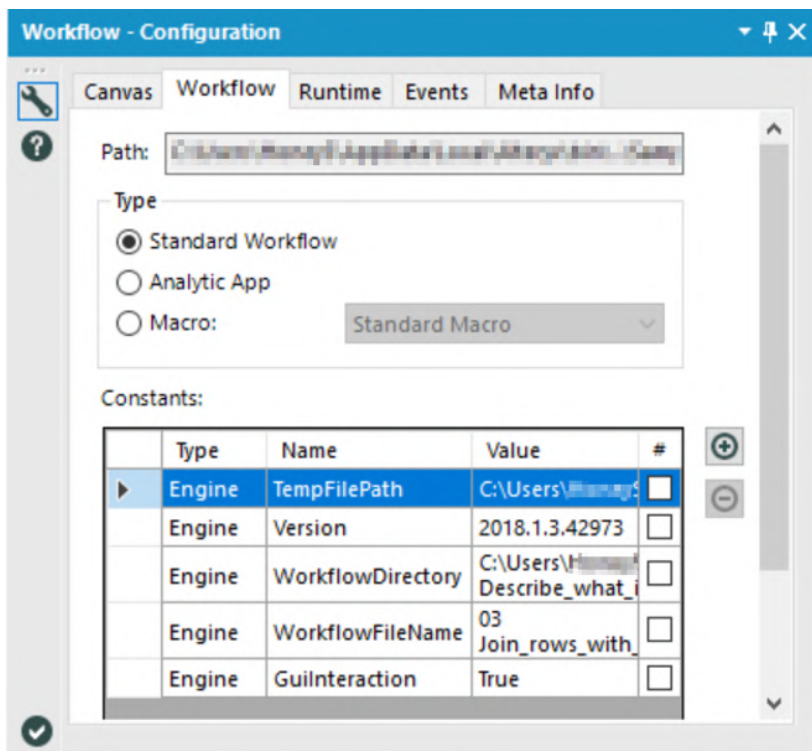 Workflow - Configuration
Canvas Workflow Runtime Events Meta Info
Path:
Type
Standard Workflow
Analytic App
Macro: Standard Macro
Constants:
Type Name Value #
Engine TempFilePath C:\Users\
Engine Version 2018.1.3.42973
Engine WorkflowDirectory C:\Users\
Describe_what_i
Engine WorkflowFileName 03
Join_rows_with_
Engine GuiInteraction True